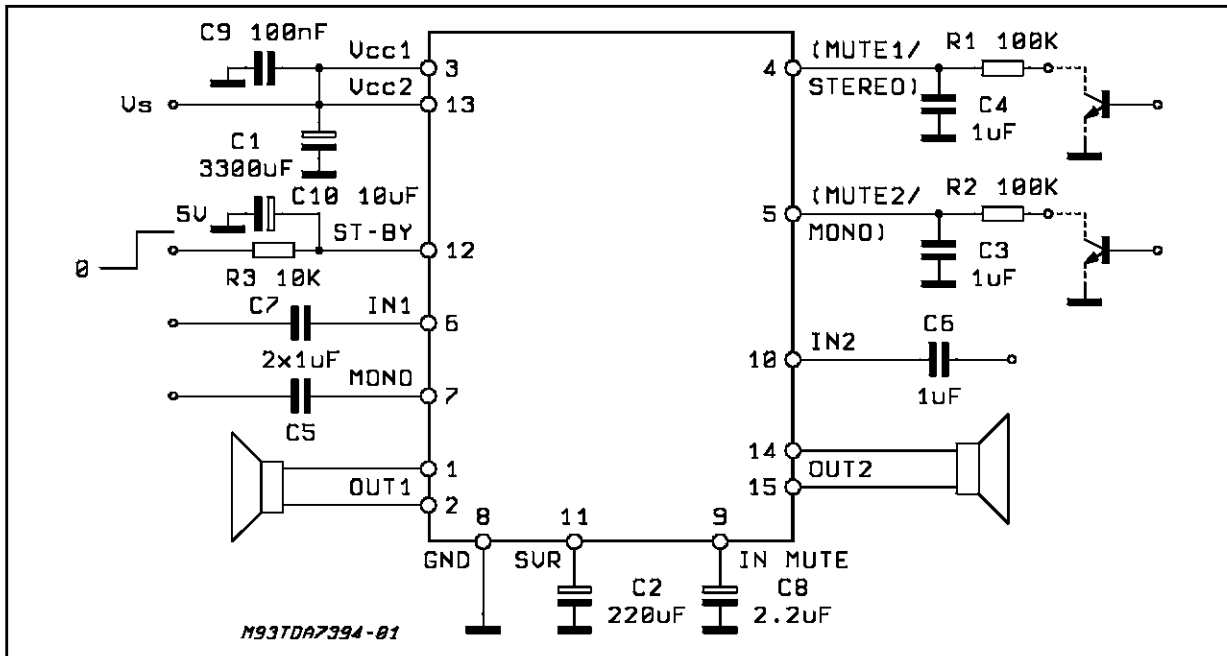 C9 100nF
Vcc1
3
Vcc2
Vs
13
C1
3300uF
C10 10uF
5V
ST-BY
12
0
R3 10K
C7
IN1
6
2x1uF
MONO
7
C5
1
OUT1
2
8
GND
11
SVR
9
IN MUTE
C2
220uF
C8
2.2uF
4
(MUTE1/
STEREO)
R1 100K
C4
1uF
5
(MUTE2/
MONO)
R2 100K
C3
1uF
10
IN2
C6
1uF
14
OUT2
15
M93TDA7394-01